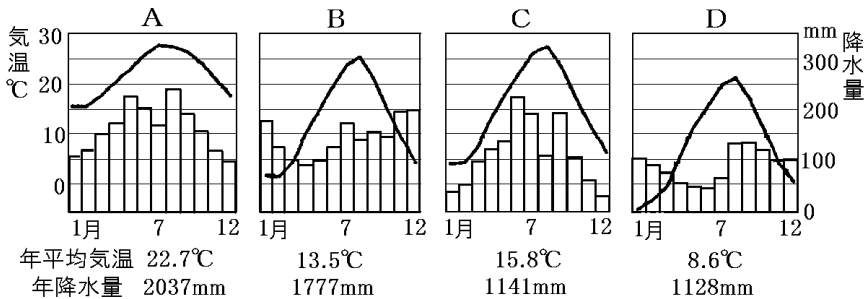 A B C D
気温℃ 30 20 10 0
mm 300 200 100 0 降水量
1月 7 12 1月 7 12 1月 7 12 1月 7 12
年平均気温 22.7℃ 13.5℃ 15.8℃ 8.6℃
年降水量 2037mm 1777mm 1141mm 1128mm